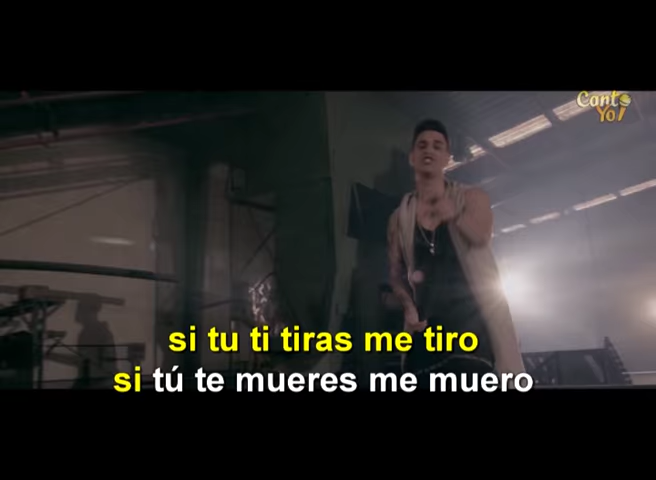 Canto
Yo!
si tu ti tiras me tiro
si tú te mueres me muero